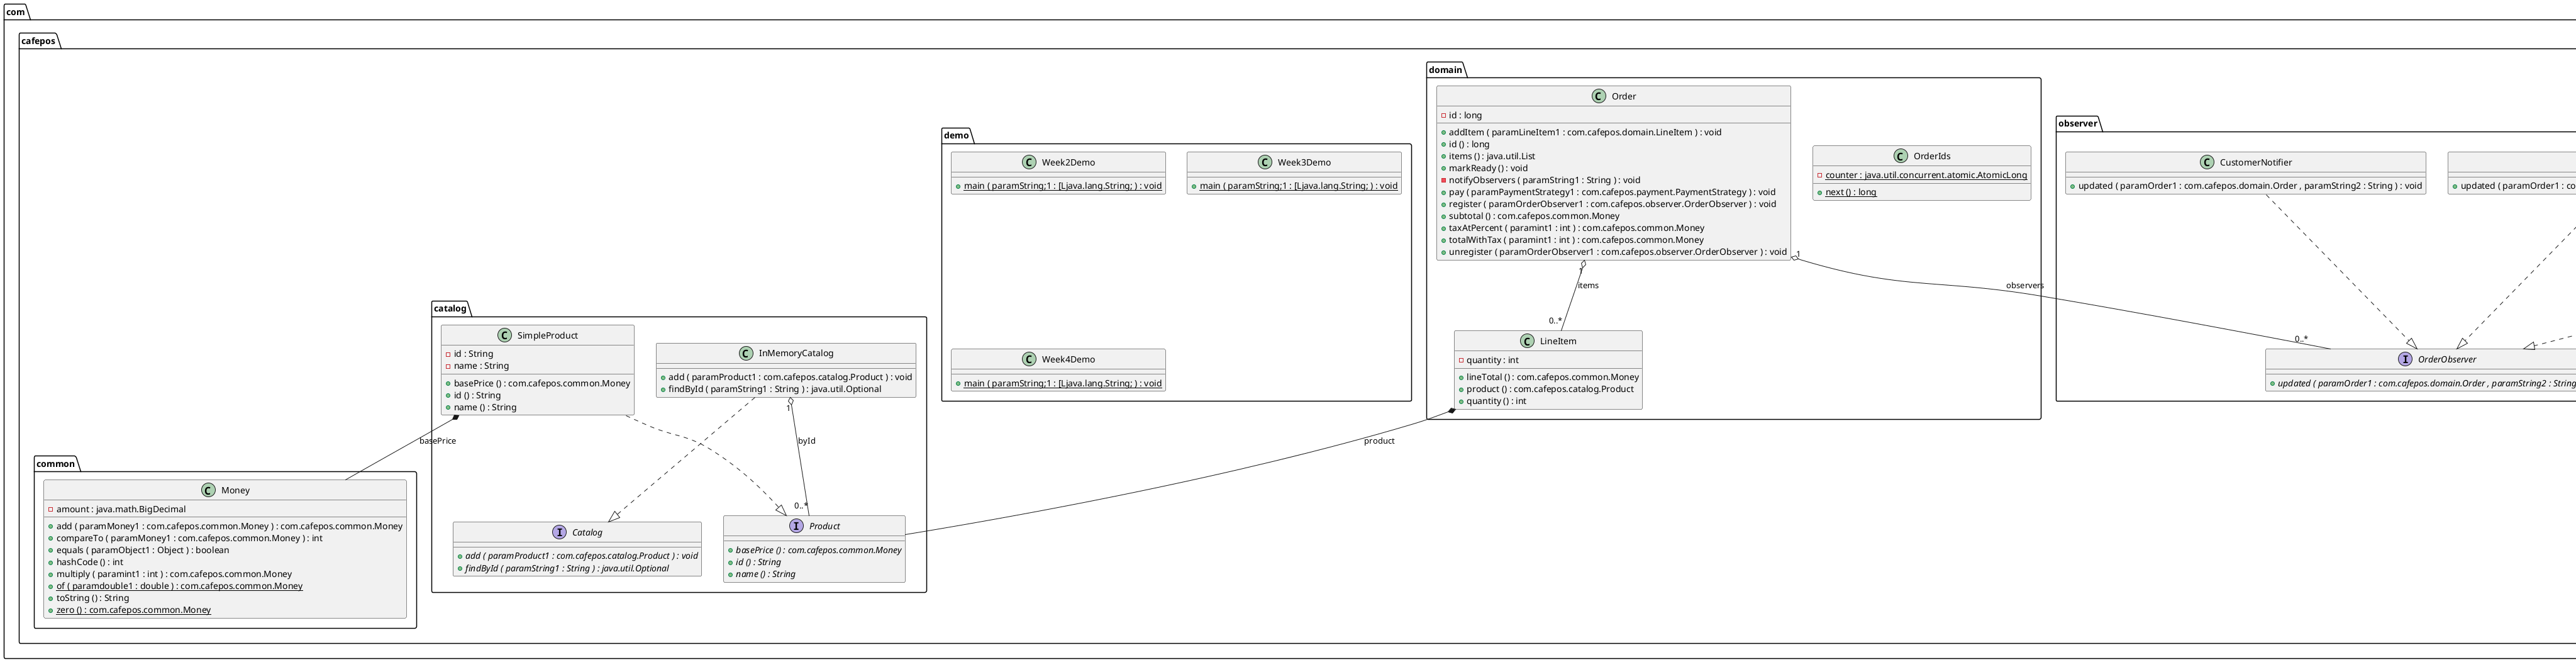 com
cafepos
domain
Order
id : long
addItem ( paramLineItem1 : com.cafepos.domain.LineItem ) : void
id () : long
items () : java.util.List
markReady () : void
notifyObservers ( paramString1 : String ) : void
pay ( paramPaymentStrategy1 : com.cafepos.payment.PaymentStrategy ) : void
register ( paramOrderObserver1 : com.cafepos.observer.OrderObserver ) : void
subtotal () : com.cafepos.common.Money
taxAtPercent ( paramint1 : int ) : com.cafepos.common.Money
totalWithTax ( paramint1 : int ) : com.cafepos.common.Money
unregister ( paramOrderObserver1 : com.cafepos.observer.OrderObserver ) : void
OrderIds
counter : java.util.concurrent.atomic.AtomicLong
next () : long
1
items
0..*
1
observers
0..*
LineItem
quantity : int
lineTotal () : com.cafepos.common.Money
product () : com.cafepos.catalog.Product
quantity () : int
product
observer
CustomerNotifier
updated ( paramOrder1 : com.cafepos.domain.Order , paramString2 : String ) : void
updated ( paramOrder1 : co
OrderObserver
updated ( paramOrder1 : com.cafepos.domain.Order , paramString2 : String
demo
Week2Demo
main ( paramString;1 : [Ljava.lang.String; ) : void
Week3Demo
main ( paramString;1 : [Ljava.lang.String; ) : void
Week4Demo
main ( paramString;1 : [Ljava.lang.String; ) : void
catalog
SimpleProduct
id : String
name : String
basePrice () : com.cafepos.common.Money
id () : String
name () : String
InMemoryCatalog
add ( paramProduct1 : com.cafepos.catalog.Product ) : void
findById ( paramString1 : String ) : java.util.Optional
1
byId
0..*
basePrice
Catalog
add ( paramProduct1 : com.cafepos.catalog.Product ) : void
findById ( paramString1 : String ) : java.util.Optional
Product
basePrice () : com.cafepos.common.Money
id () : String
name () : String
common
Money
amount : java.math.BigDecimal
add ( paramMoney1 : com.cafepos.common.Money ) : com.cafepos.common.Money
compareTo ( paramMoney1 : com.cafepos.common.Money ) : int
equals ( paramObject1 : Object ) : boolean
hashCode () : int
multiply ( paramint1 : int ) : com.cafepos.common.Money
of ( paramdouble1 : double ) : com.cafepos.common.Money
toString () : String
zero () : com.cafepos.common.Money